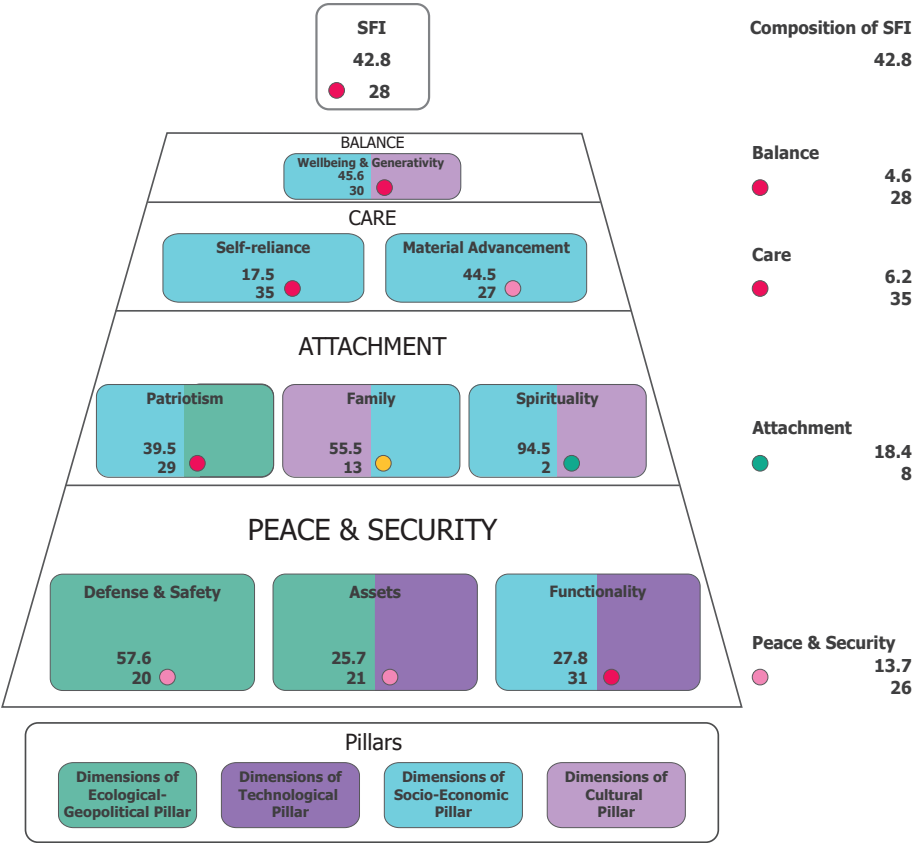 SFI
42.8
28
Composition of SFI
42.8
BALANCE
Wellbeing & Generativity
45.6
30
Balance
4.6
28
CARE
Self-reliance
17.5
35
Material Advancement
44.5
27
Care
6.2
35
ATTACHMENT
Patriotism
39.5
29
Family
55.5
13
Spirituality
94.5
2
Attachment
18.4
8
PEACE & SECURITY
Defense & Safety
57.6
20
Assets
25.7
21
Functionality
27.8
31
Peace & Security
13.7
26
Pillars
Dimensions of
Ecological-
Geopolitical Pillar
Dimensions of
Technological
Pillar
Dimensions of
Socio-Economic
Pillar
Dimensions of
Cultural
Pillar